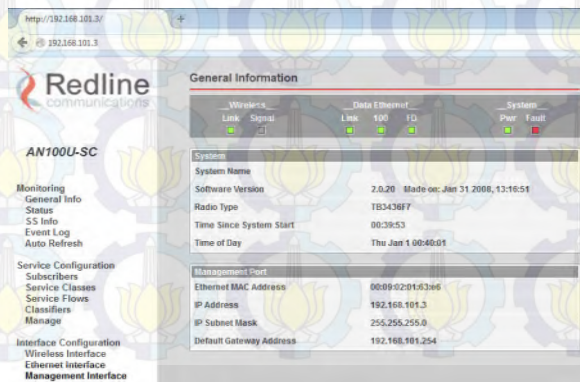 http://192.168.101.3/
192.168.101.3
Redline
communications
AN100U-SC
Monitoring
General Info
Status
SS Info
Event Log
Auto Refresh
Service Configuration
Subscribers
Service Classes
Service Flows
Classifiers
Manage
Interface Configuration
Wireless Interface
Ethernet Interface
Management Interface
General Information
Wireless Data Ethernet System
Link Signal Link 100 FD Pwr Fault
System
System Name
Software Version 2.0.20 Made on: Jan 31 2008, 13:16:51
Radio Type TB3436F7
Time Since System Start 00:39:53
Time of Day Thu Jan 1 00:40:01
Management Port
Ethernet MAC Address 00:09:02:01:63:e6
IP Address 192.168.101.3
IP Subnet Mask 255.255.255.0
Default Gateway Address 192.168.101.254